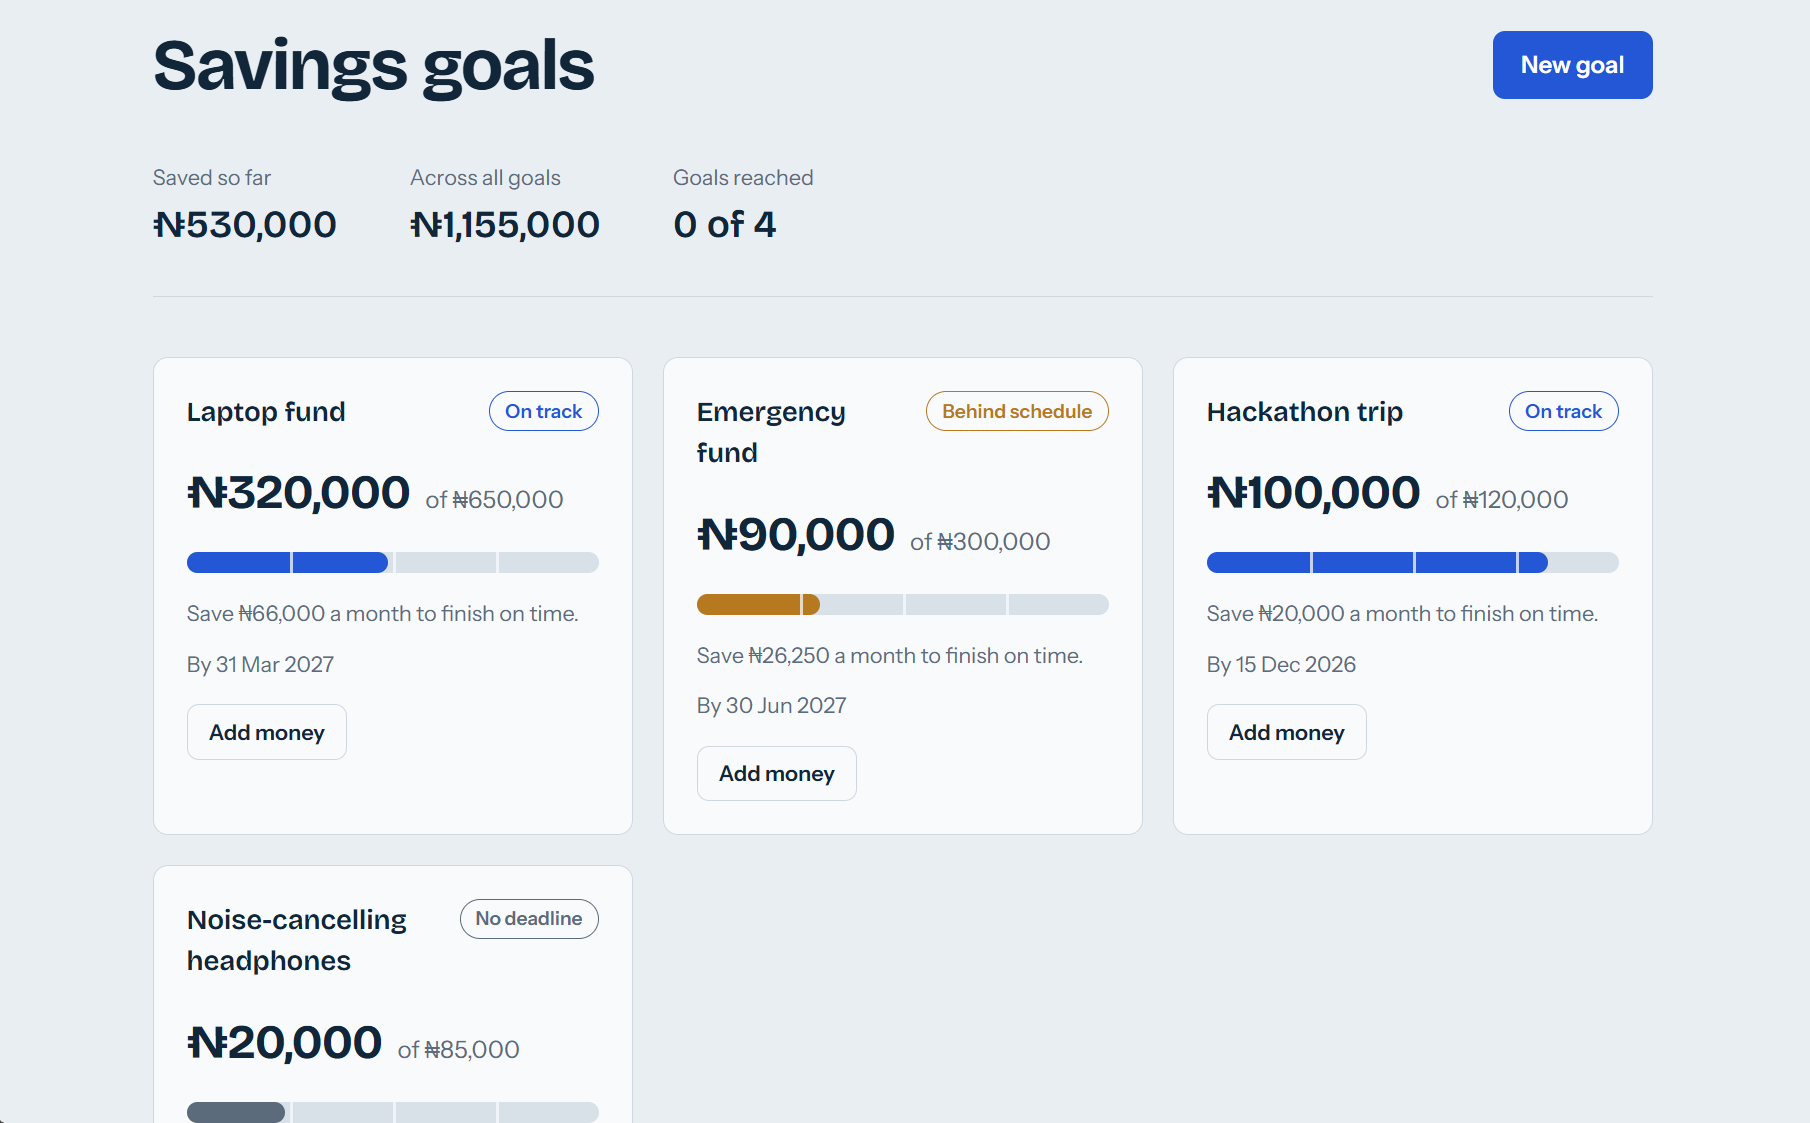 Savings goals
New goal
Saved so far
₦530,000
Across all goals
₦1,155,000
Goals reached
0 of 4
Laptop fund
On track
₦320,000 of ₦650,000
Save ₦66,000 a month to finish on time.
By 31 Mar 2027
Add money
Emergency
fund
Behind schedule
₦90,000 of ₦300,000
Save ₦26,250 a month to finish on time.
By 30 Jun 2027
Add money
Hackathon trip
On track
₦100,000 of ₦120,000
Save ₦20,000 a month to finish on time.
By 15 Dec 2026
Add money
Noise-cancelling
headphones
No deadline
₦20,000 of ₦85,000